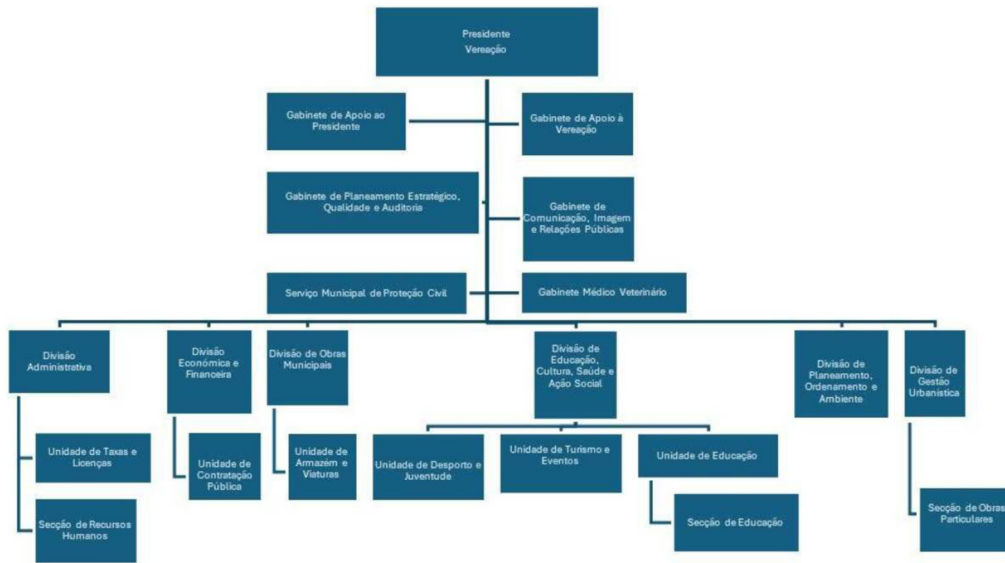 Presidente
Vereação
Gabinete de Apoio ao
Presidente
Gabinete de Apoio à
Vereação
Gabinete de Planeamento Estratégico,
Qualidade e Auditoria
Gabinete de
Comunicação, Imagem
e Relações Públicas
Serviço Municipal de Proteção Civil
Gabinete Médico Veterinário
Divisão
Administrativa
Divisão
Económica e
Financeira
Divisão de Obras
Municipais
Divisão de
Educação,
Cultura, Saúde e
Ação Social
Divisão de
Planeamento,
Ordenamento e
Ambiente
Divisão de
Gestão
Urbanística
Unidade de Taxas e
Licenças
Unidade de
Contratação
Pública
Unidade de
Armazém e
Viaturas
Unidade de Desporto e
Juventude
Unidade de Turismo e
Eventos
Unidade de Educação
Secção de Recursos
Humanos
Secção de Educação
Secção de Obras
Particulares